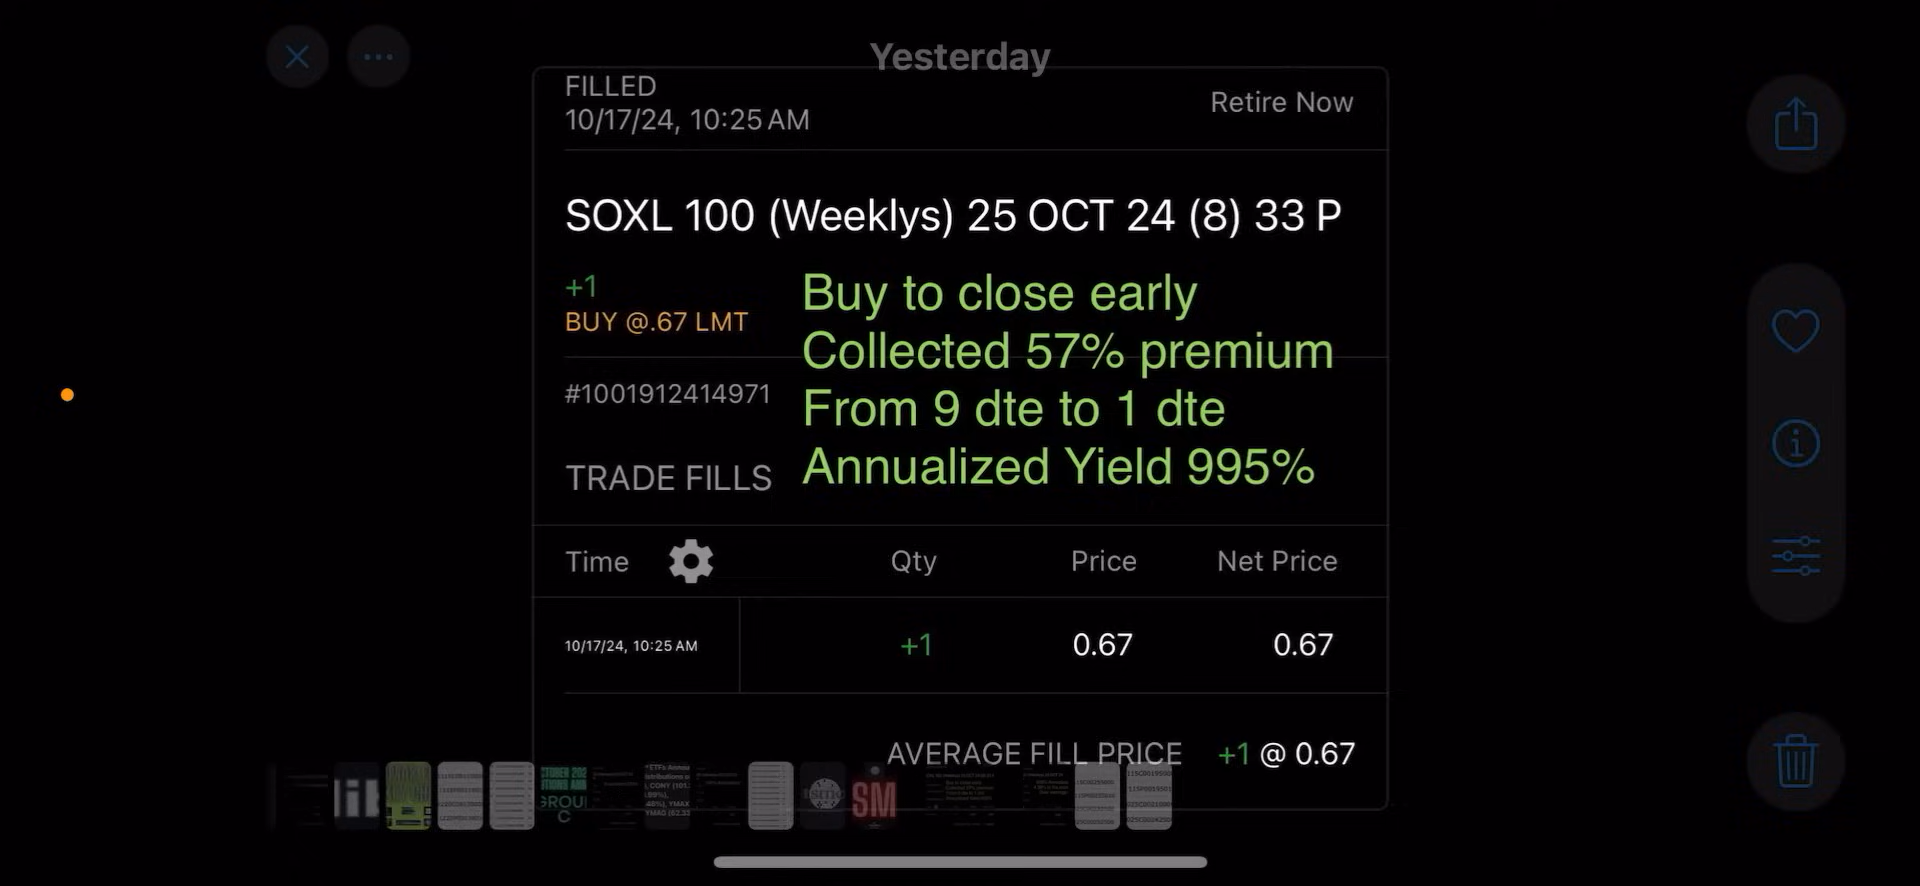 Yesterday
FILLED
10/17/24, 10:25 AM
Retire Now
SOXL 100 (Weeklys) 25 OCT 24 (8) 33 P
+1
BUY @.67 LMT
#1001912414971
Buy to close early
Collected 57% premium
From 9 dte to 1 dte
Annualized Yield 995%
TRADE FILLS
Time Qty Price Net Price
10/17/24, 10:25 AM +1 0.67 0.67
AVERAGE FILL PRICE +1 @ 0.67
SM